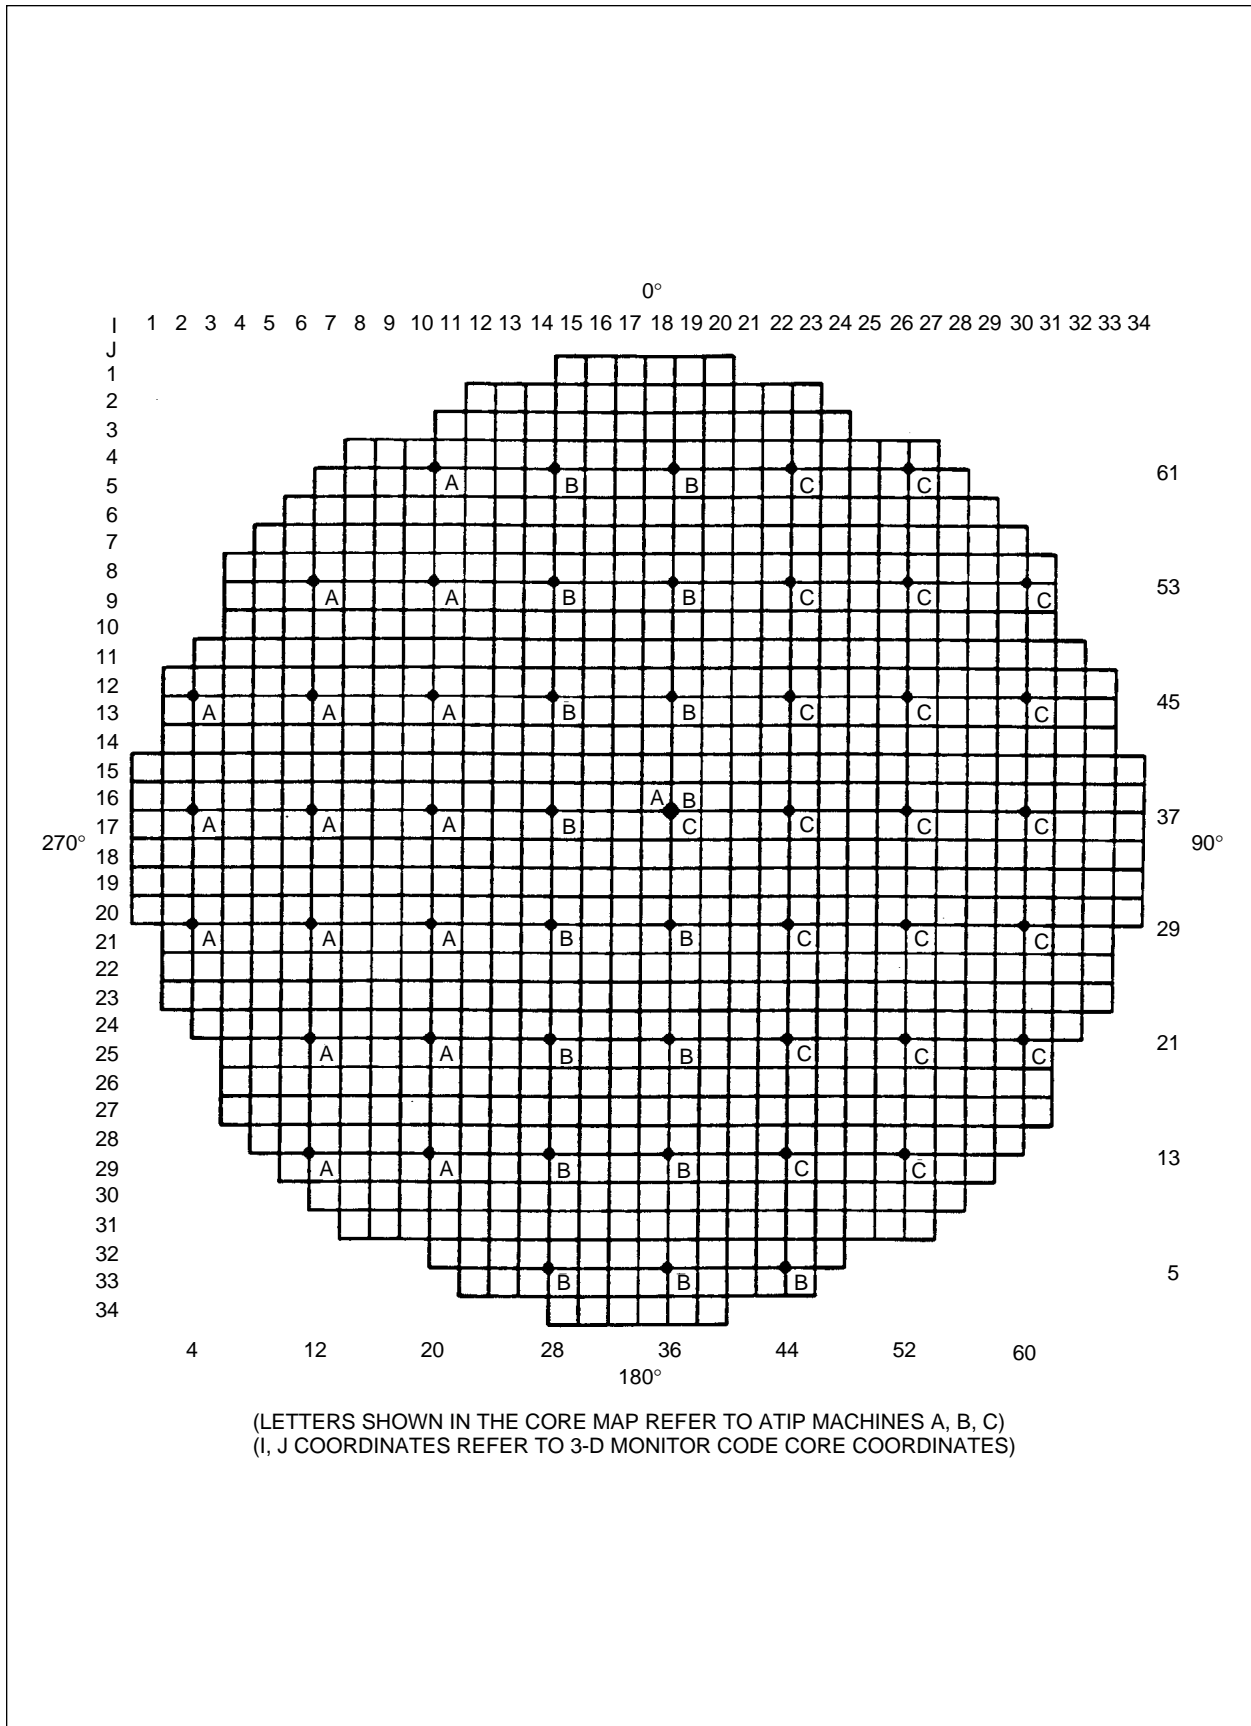 0°
I 1 2 3 4 5 6 7 8 9 10 11 12 13 14 15 16 17 18 19 20 21 22 23 24 25 26 27 28 29 30 31 32 33 34
J
1
2
3
4
61
5 A B B C C
6
7
8
53
9 A A B B C C C
10
11
12
45
13 A A A B B C C C
14
15
16 A B
37
17 A A A B C C C C
270° 18 90°
19
20
29
21 A A A B B C C C
22
23
24
21
25 A A B B C C C
26
27
28
13
29 A A B B C C
30
31
32
5
33 B B B
34
4 12 20 28 36 44 52 60
180°
(LETTERS SHOWN IN THE CORE MAP REFER TO ATIP MACHINES A, B, C)
(I, J COORDINATES REFER TO 3-D MONITOR CODE CORE COORDINATES)